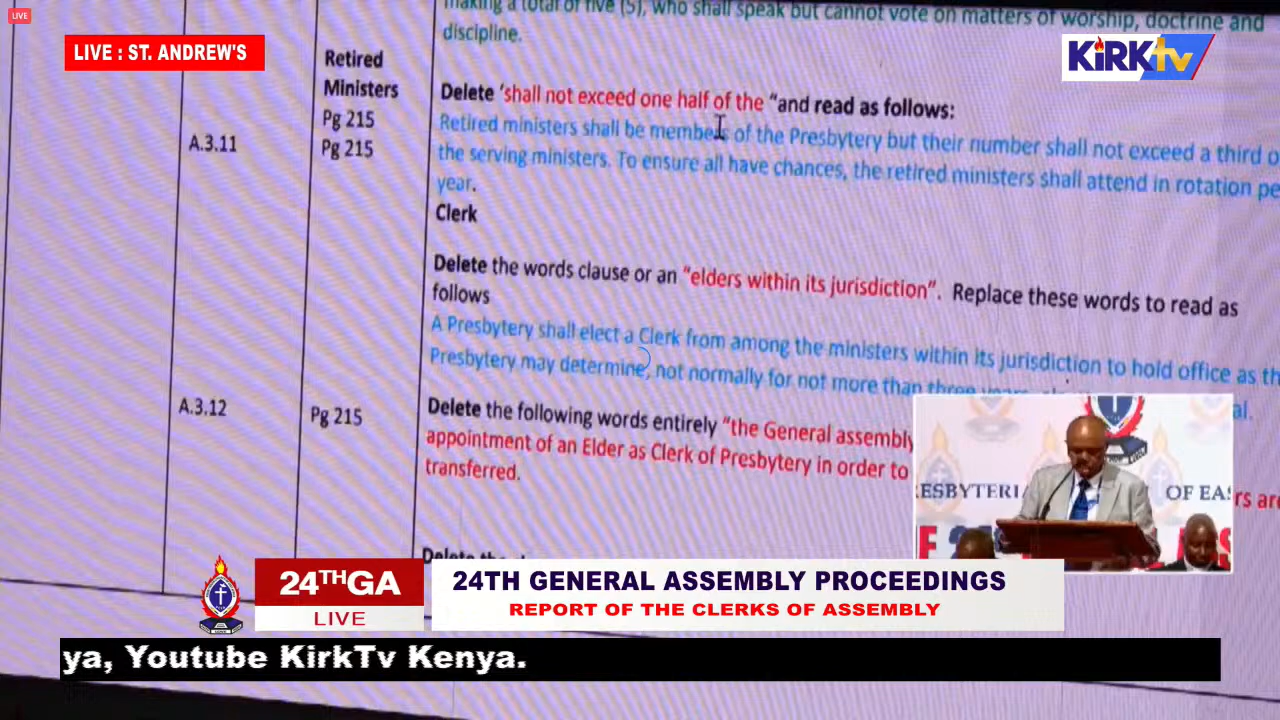 LIVE
making a total of five (5), who shall speak but cannot vote on matters of worship, doctrine and
discipline.
LIVE : ST. ANDREW'S
KiRKtv
Retired
Ministers
Pg 215
A.3.11
Pg 215
Delete 'shall not exceed one half of the "and read as follows:
Retired ministers shall be members of the Presbytery but their number shall not exceed a third
the serving ministers. To ensure all have chances, the retired ministers shall attend in rotation
year.
Clerk
Delete the words clause or an "elders within its jurisdiction". Replace these words to read as
follows
A Presbytery shall elect a Clerk from among the ministers within its jurisdiction to hold office as
Presbytery may determine, not normally for not more than three
A.3.12
Pg 215
Delete the following words entirely "the General assembly
appointment of an Elder as Clerk of Presbytery in order to
transferred.
OF
24THGA
LIVE
24TH GENERAL ASSEMBLY PROCEEDINGS
REPORT OF THE CLERKS OF ASSEMBLY
ya, Youtube KirkTv Kenya.